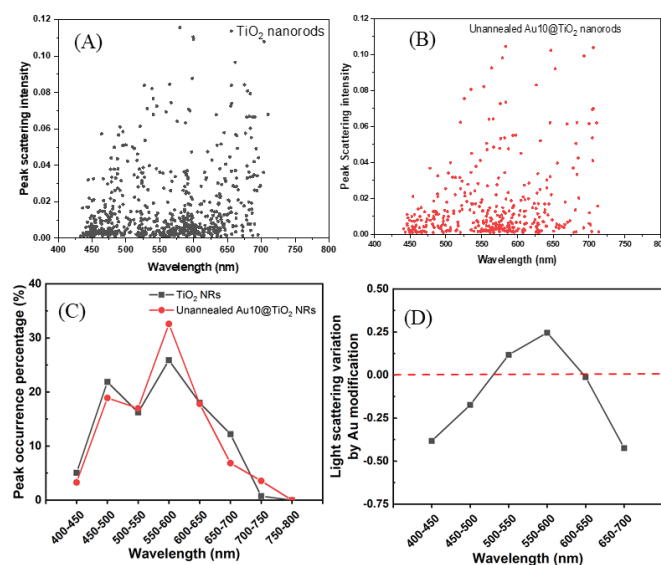 (A)
TiO2 nanorods
Peak scattering intensity
0.12
0.10
0.08
0.06
0.04
0.02
0.00
400 450 500 550 600 650 700 750 800
Wavelength (nm)
(B)
Unannealed Au10@TiO2 nanorods
Peak Scattering intensity
0.12
0.10
0.08
0.06
0.04
0.02
0.00
400 450 500 550 600 650 700 750 800
Wavelength (nm)
(C)
TiO2 NRs
Unannealed Au10@TiO2 NRs
Peak occurrence percentage (%)
40
30
20
10
0
400-450 450-500 500-550 550-600 600-650 650-700 700-750 750-800
Wavelength (nm)
(D)
Light scattering variation
by Au modificaition
0.50
0.25
0.00
-0.25
-0.50
-0.75
400-450 450-500 500-550 550-600 600-650 650-700
Wavelength (nm)